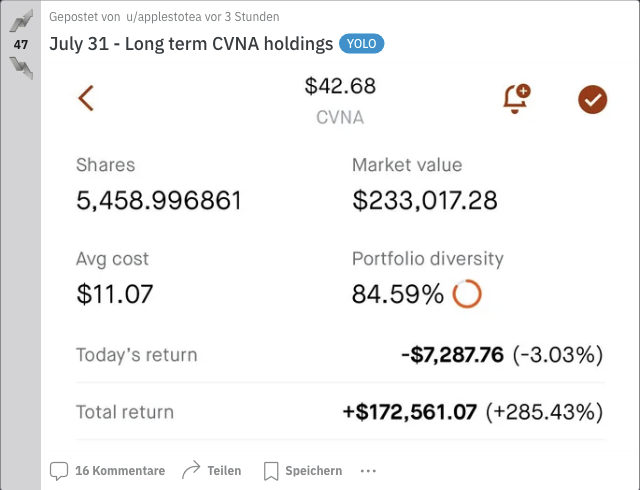 Gepostet von u/applestotea vor 3 Stunden
47
July 31 - Long term CVNA holdings YOLO
$42.68
CVNA
Shares
Market value
5,458.996861
$233,017.28
Avg cost
Portfolio diversity
$11.07
84.59%
Today's return
-$7,287.76 (-3.03%)
Total return
+$172,561.07 (+285.43%)
16 Kommentare
Teilen
Speichern